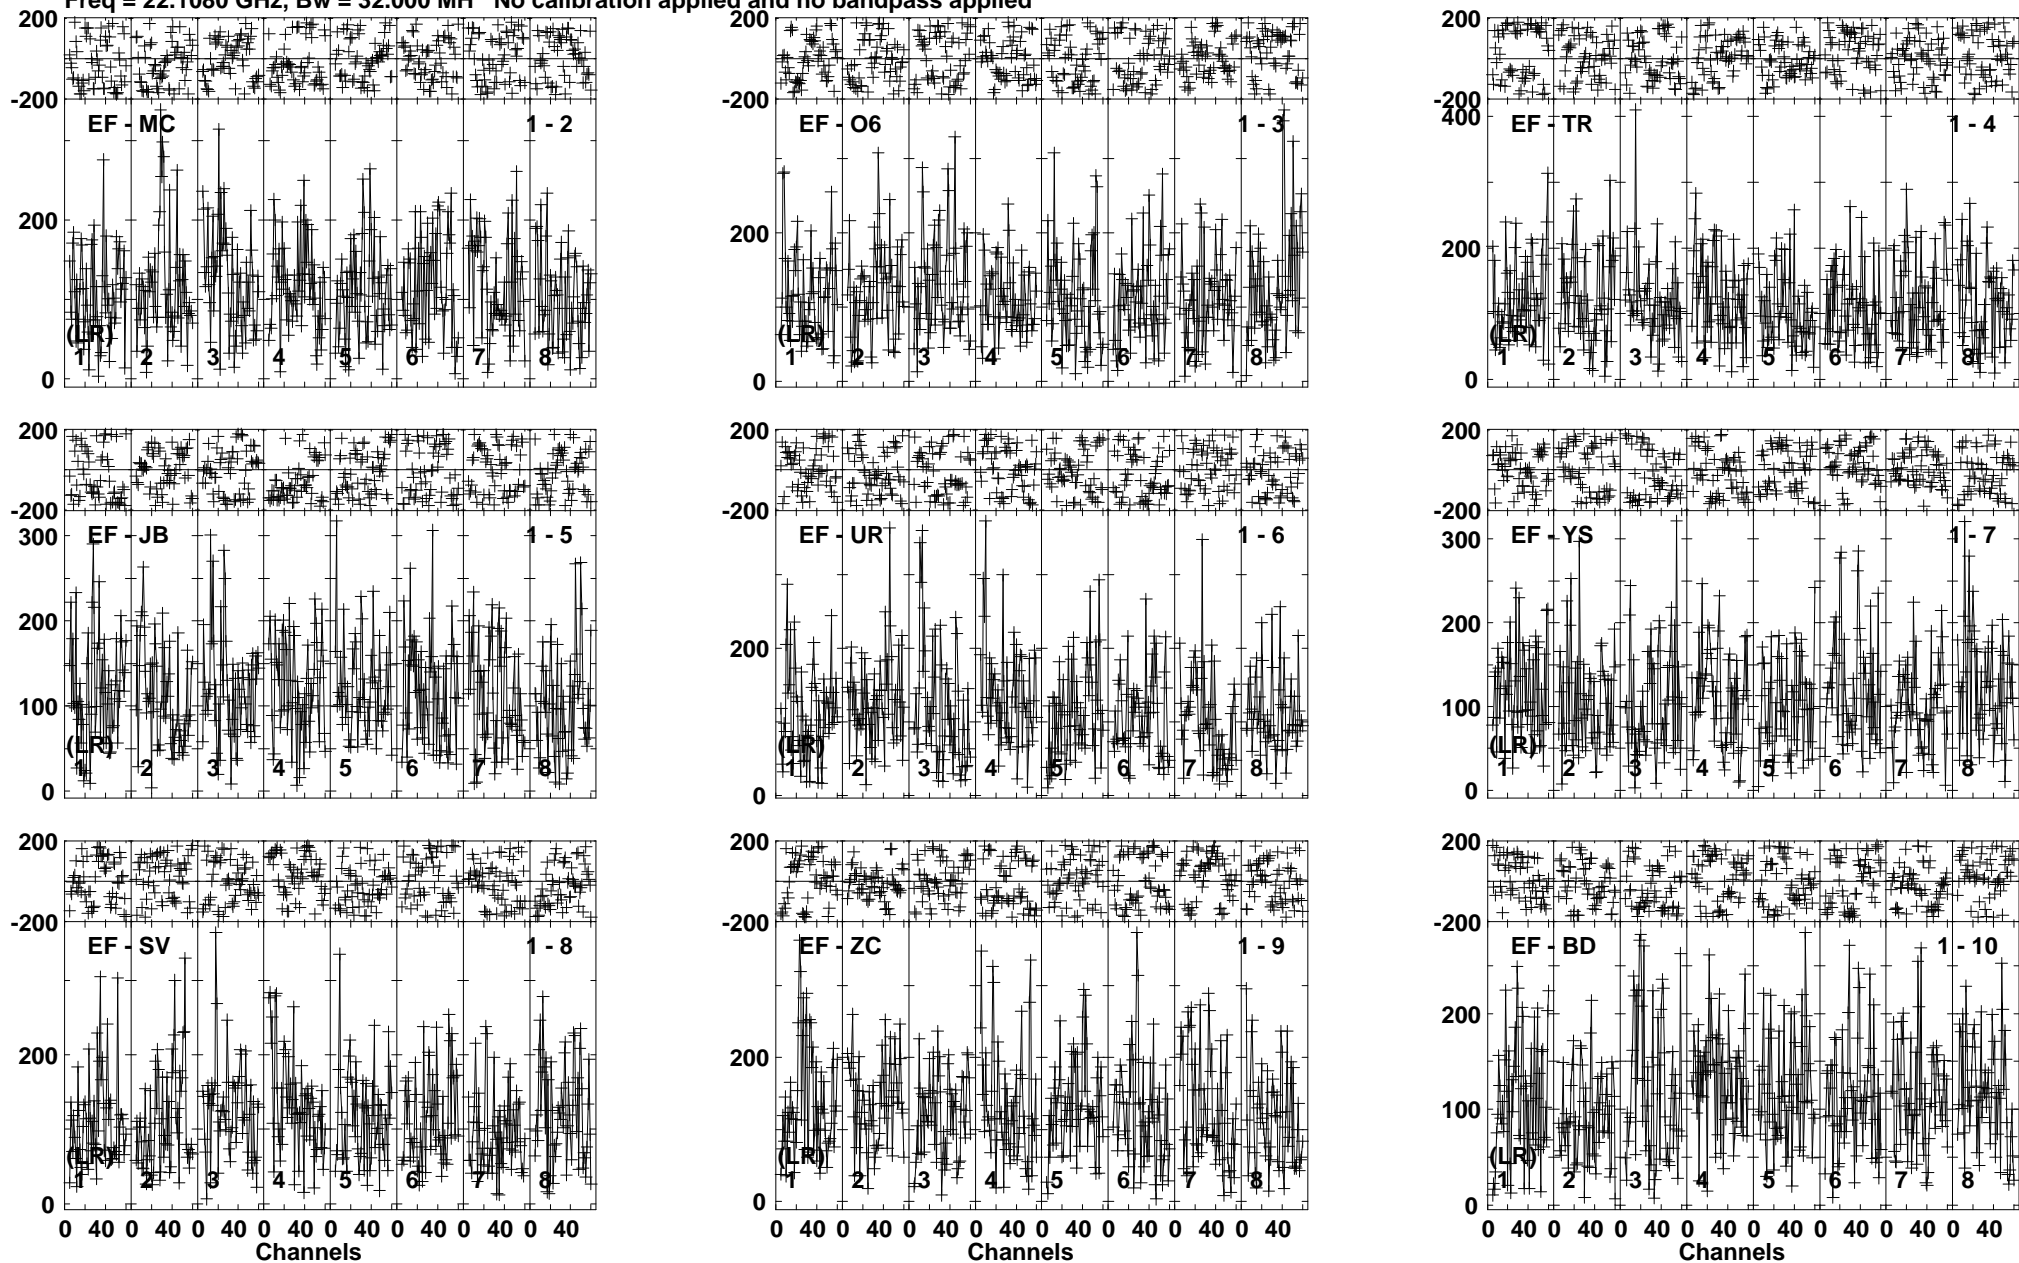 Freq = 22.1080 GHz, Bw = 32.000 MH No calibration applied and no bandpass applied
200 200 200
-200 -200 -200
EF - MC 1 - 2 EF - O6 1 - 3 400 EF - TR 1 - 4
200 200 200
(LR) (LR) (LR)
1 2 3 4 5 6 7 8 1 2 3 4 5 6 7 8 1 2 3 4 5 6 7 8
0 0 0
200 200 200
-200 -200 -200
300 EF - JB 1 - 5 EF - UR 1 - 6 300 EF - YS 1 - 7
200 200 200
100 100
(LR) (LR) (LR)
1 2 3 4 5 6 7 8 1 2 3 4 5 6 7 8 1 2 3 4 5 6 7 8
0 0 0
200 200 200
-200 -200 -200
EF - SV 1 - 8 EF - ZC 1 - 9 EF - BD 1 - 10
200 200 200
100
(LR) (LR) (LR)
1 2 3 4 5 6 7 8 1 2 3 4 5 6 7 8 1 2 3 4 5 6 7 8
0 0 0
0 40 0 40 0 40 0 40 0 40 0 40 0 40 0 40 0 40 0 40 0 40 0 40 0 40 0 40 0 40 0 40 0 40 0 40 0 40 0 40 0 40 0 40 0 40 0 40
Channels Channels Channels